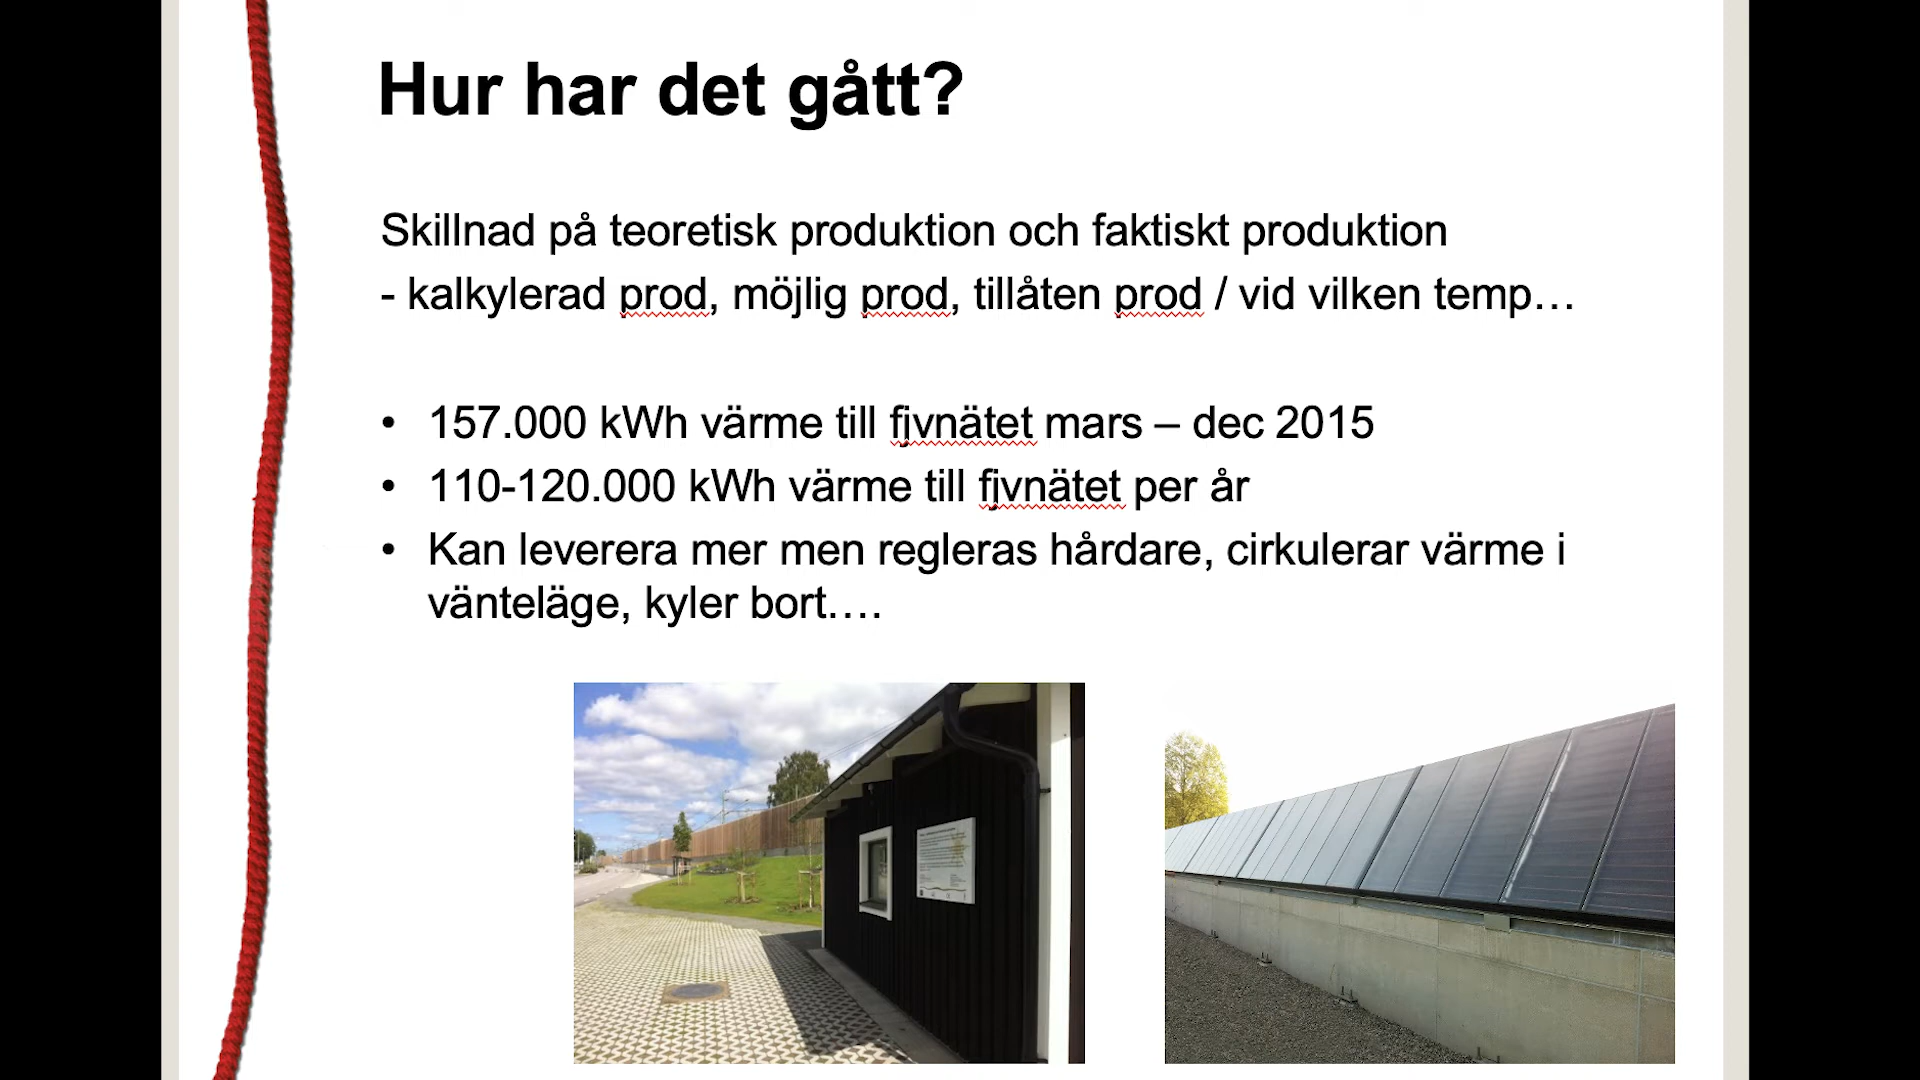 Hur har det gått?
Skillnad på teoretisk produktion och faktiskt produktion
- kalkylerad prod, möjlig prod, tillåten prod / vid vilken temp…
• 157.000 kWh värme till fjvnätet mars – dec 2015
• 110-120.000 kWh värme till fjvnätet per år
• Kan leverera mer men regleras hårdare, cirkulerar värme i
vänteläge, kyler bort….